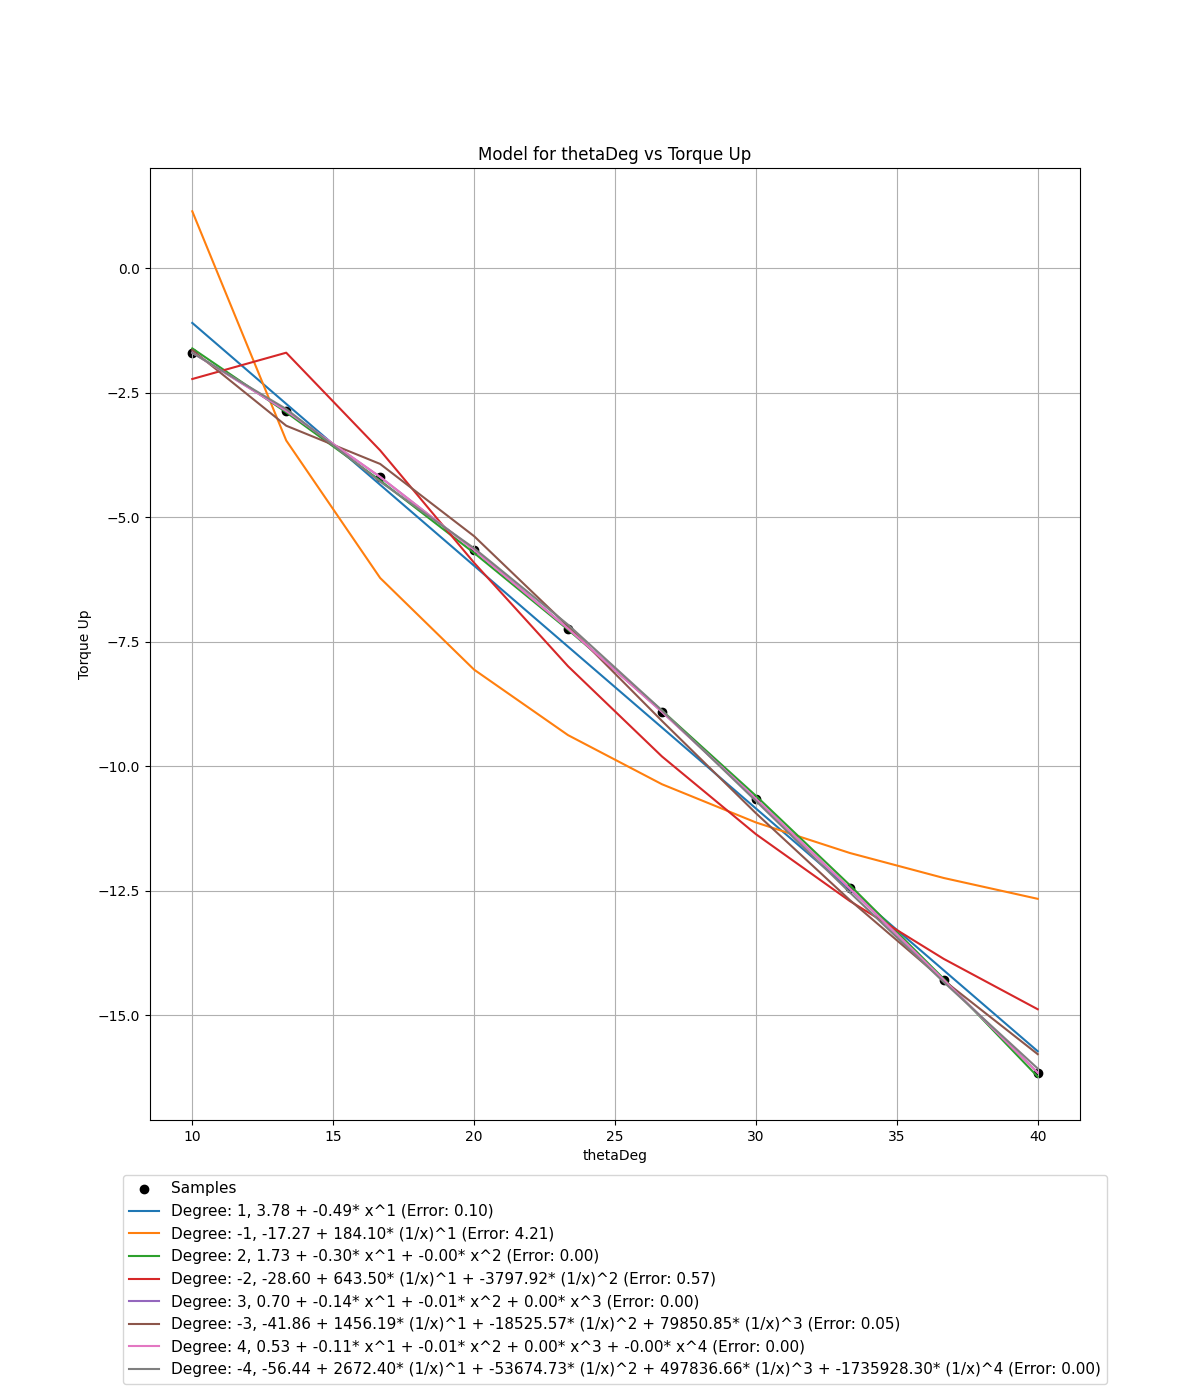 Model for thetaDeg vs Torque Up
0.0
−2.5
−5.0
−7.5
−10.0
−12.5
−15.0
Torque Up
10 15 20 25 30 35 40
thetaDeg
Samples
Degree: 1, 3.78 + -0.49* x^1 (Error: 0.10)
Degree: -1, -17.27 + 184.10* (1/x)^1 (Error: 4.21)
Degree: 2, 1.73 + -0.30* x^1 + -0.00* x^2 (Error: 0.00)
Degree: -2, -28.60 + 643.50* (1/x)^1 + -3797.92* (1/x)^2 (Error: 0.57)
Degree: 3, 0.70 + -0.14* x^1 + -0.01* x^2 + 0.00* x^3 (Error: 0.00)
Degree: -3, -41.86 + 1456.19* (1/x)^1 + -18525.57* (1/x)^2 + 79850.85* (1/x)^3 (Error: 0.05)
Degree: 4, 0.53 + -0.11* x^1 + -0.01* x^2 + 0.00* x^3 + -0.00* x^4 (Error: 0.00)
Degree: -4, -56.44 + 2672.40* (1/x)^1 + -53674.73* (1/x)^2 + 497836.66* (1/x)^3 + -1735928.30* (1/x)^4 (Error: 0.00)